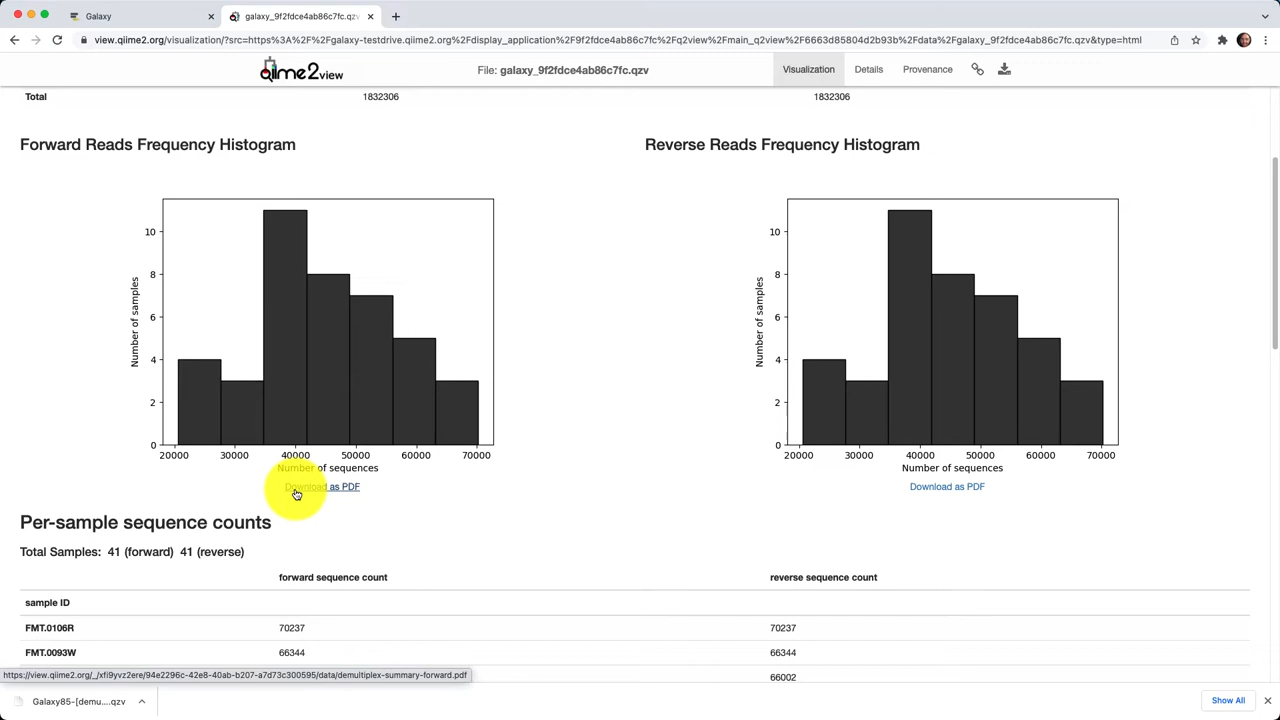 Galaxy
galaxy_9f2fdce4ab86c7fc.qzv
view.qiime2.org/visualization/?src=https%3A%2F%2Fgalaxy-testdrive.qiime2.org%2Fdisplay_application%2F9f2fdce4ab86c7fc%2Fq2view%2Fmain_q2view%2F6663d85804d2b93b%2Fdata%2Fgalaxy_9f2fdce4ab86c7fc.qzv&type=html
qiime2view
File: galaxy_9f2fdce4ab86c7fc.qzv
Visualization
Details
Provenance
Total 1832306 1832306
Forward Reads Frequency Histogram
Reverse Reads Frequency Histogram
10
8
6
4
2
0
Number of samples
20000 30000 40000 50000 60000 70000
Number of sequences
Download as PDF
10
8
6
4
2
0
Number of samples
20000 30000 40000 50000 60000 70000
Number of sequences
Download as PDF
Per-sample sequence counts
Total Samples: 41 (forward) 41 (reverse)
forward sequence count reverse sequence count
sample ID
FMT.0106R 70237 70237
FMT.0093W 66344 66344
66002
https://view.qiime2.org/_/xfi9yvz2ere/94e2296c-42e8-40ab-b207-a7d73c300595/data/demultiplex-summary-forward.pdf
Galaxy85-[demu....qzv
Show All